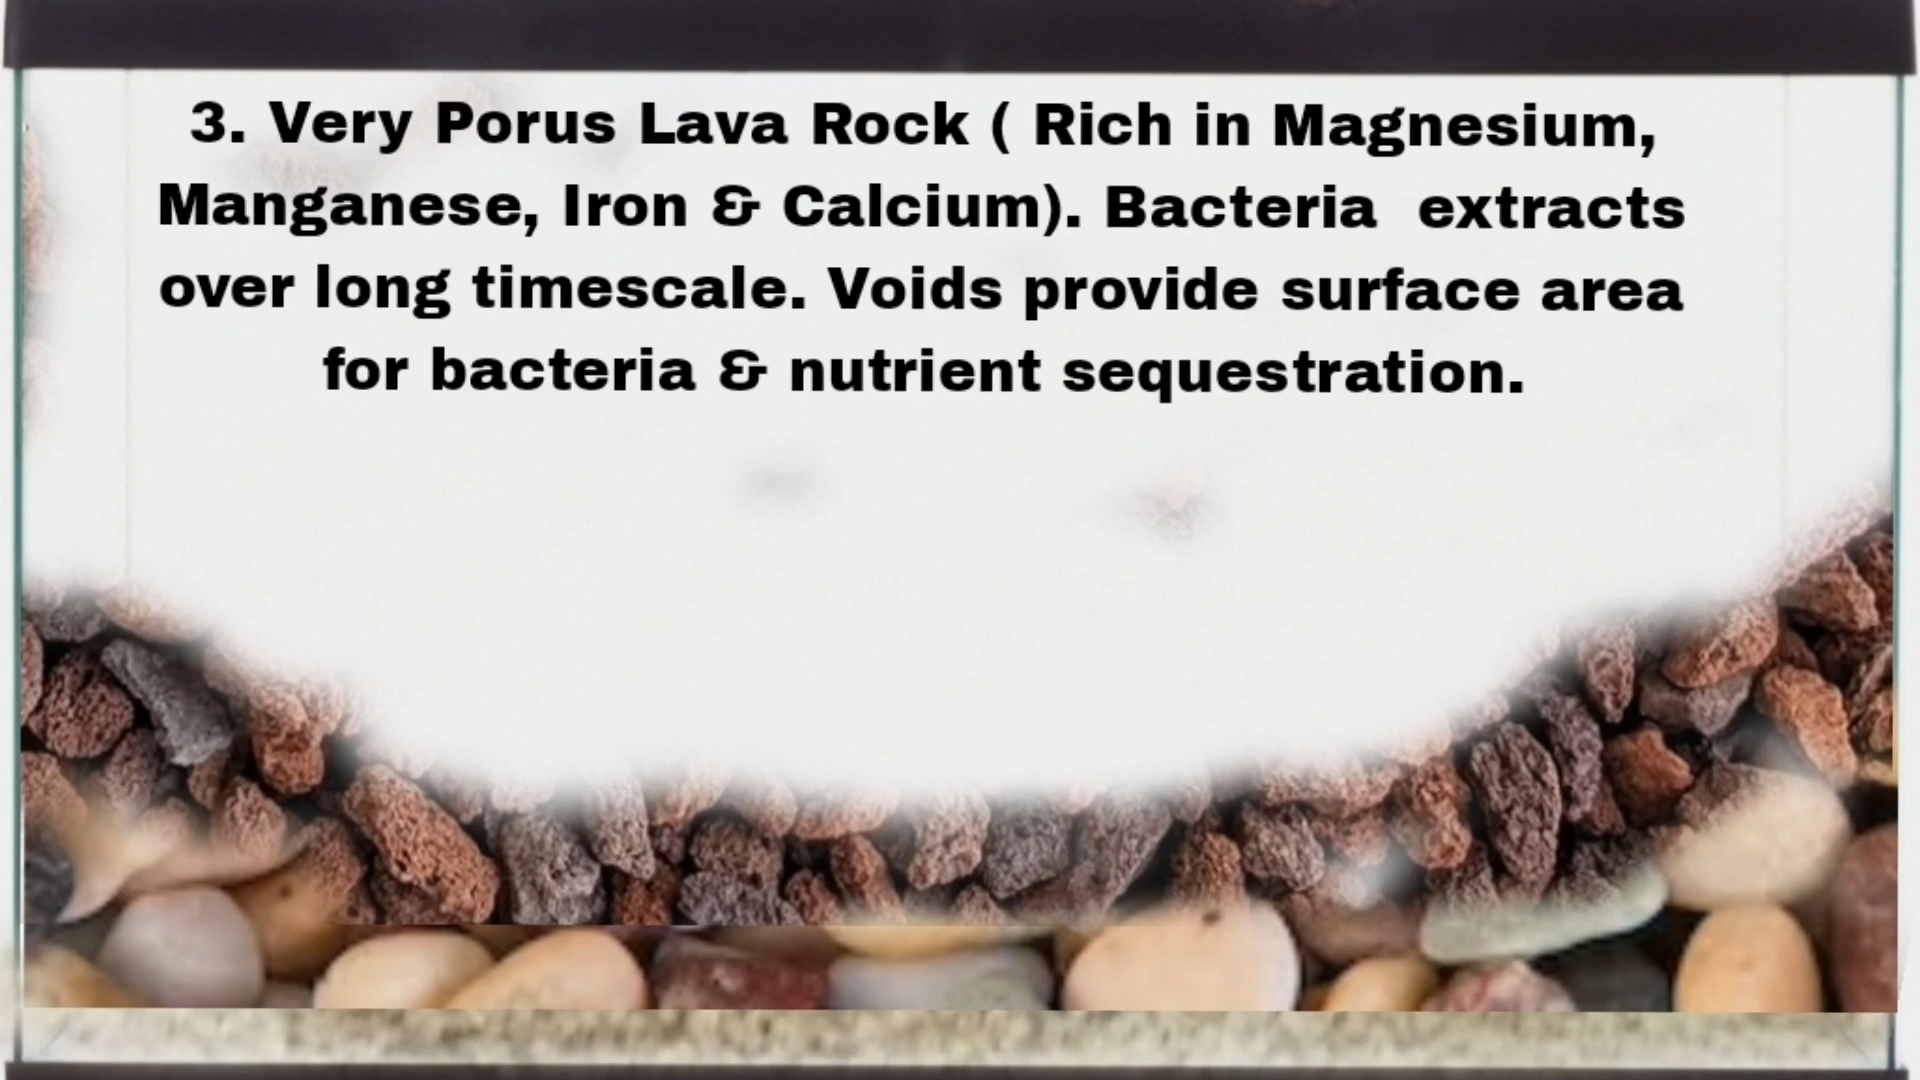 3. Very Porus Lava Rock ( Rich in Magnesium,
Manganese, Iron & Calcium). Bacteria  extracts
over long timescale. Voids provide surface area
for bacteria & nutrient sequestration.